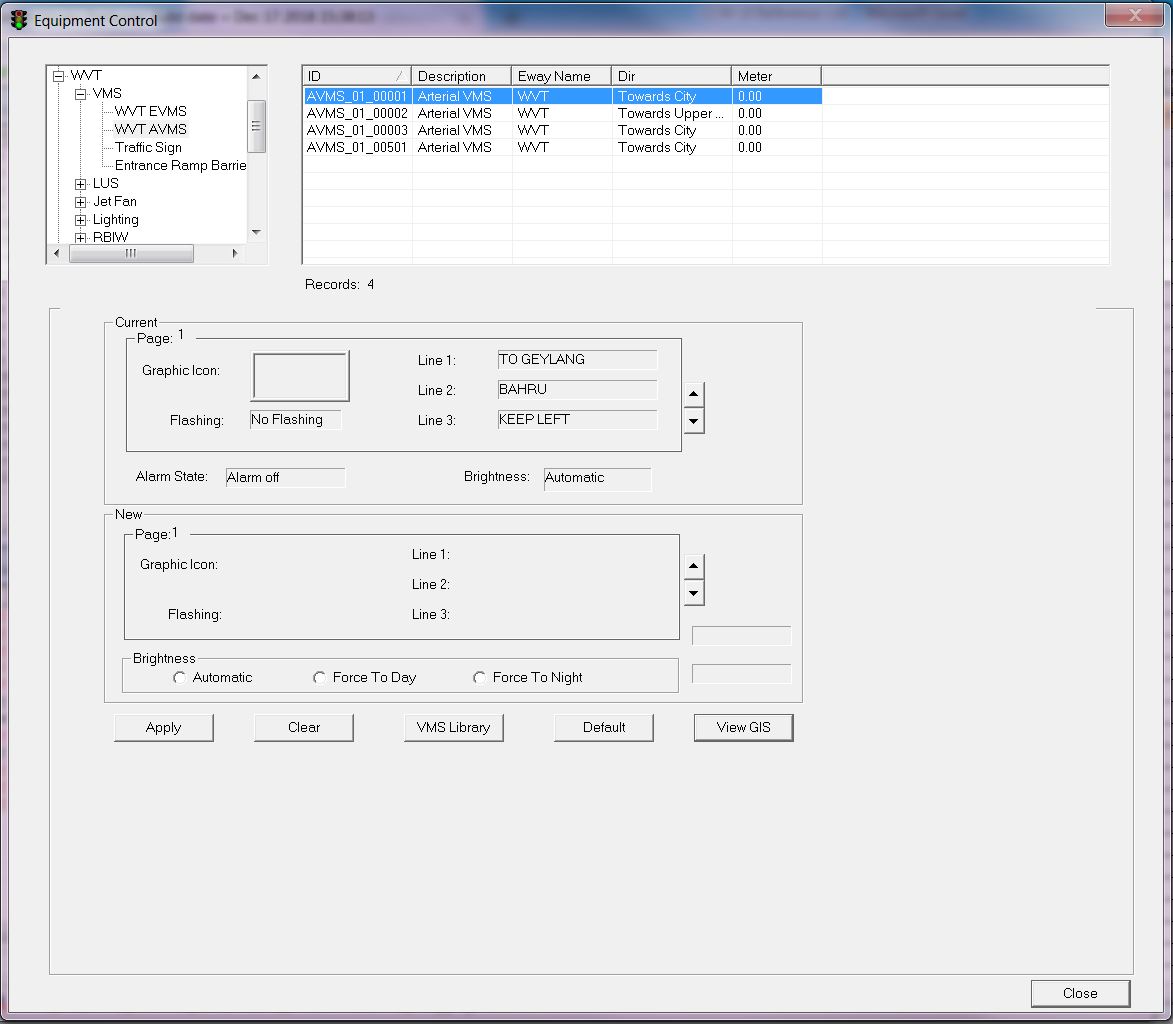 Equipment Control
WVT
VMS
WVT EVMS
WVT AVMS
Traffic Sign
Entrance Ramp Barrie
LUS
Jet Fan
Lighting
RBIW
ID Description Eway Name Dir Meter
AVMS_01_00001 Arterial VMS WVT Towards City 0.00
AVMS_01_00002 Arterial VMS WVT Towards Upper ... 0.00
AVMS_01_00003 Arterial VMS WVT Towards City 0.00
AVMS_01_00501 Arterial VMS WVT Towards City 0.00
Records: 4
Current
Page: 1
Graphic Icon:
Flashing: No Flashing
Line 1: TO GEYLANG
Line 2: BAHRU
Line 3: KEEP LEFT
Alarm State: Alarm off Brightness: Automatic
New
Page:1
Graphic Icon:
Flashing:
Line 1:
Line 2:
Line 3:
Brightness
Automatic Force To Day Force To Night
Apply Clear VMS Library Default View GIS
Close